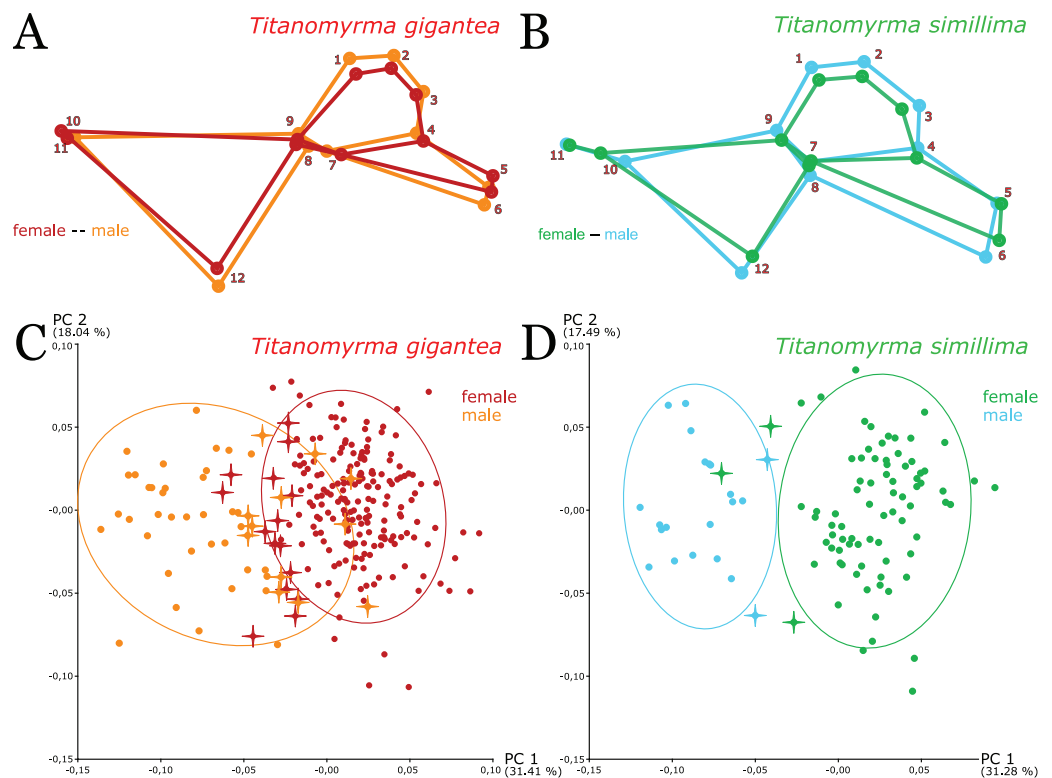 A
Titanomyrma gigantea
1
2
3
4
5
6
7
8
9
10
11
12
female -- male
B
Titanomyrma simillima
1
2
3
4
5
6
7
8
9
10
11
12
female – male
C
PC 2
(18.04 %)
Titanomyrma gigantea
female
male
0,10
0,05
-0,00
-0,05
-0,10
-0,15
-0,15
-0,10
-0,05
-0,00
0,05
0,10
PC 1
(31.41 %)
D
PC 2
(17.49 %)
Titanomyrma simillima
female
male
0,10
0,05
-0,00
-0,05
-0,10
-0,15
-0,15
-0,10
-0,05
-0,00
0,05
0,10
PC 1
(31.28 %)